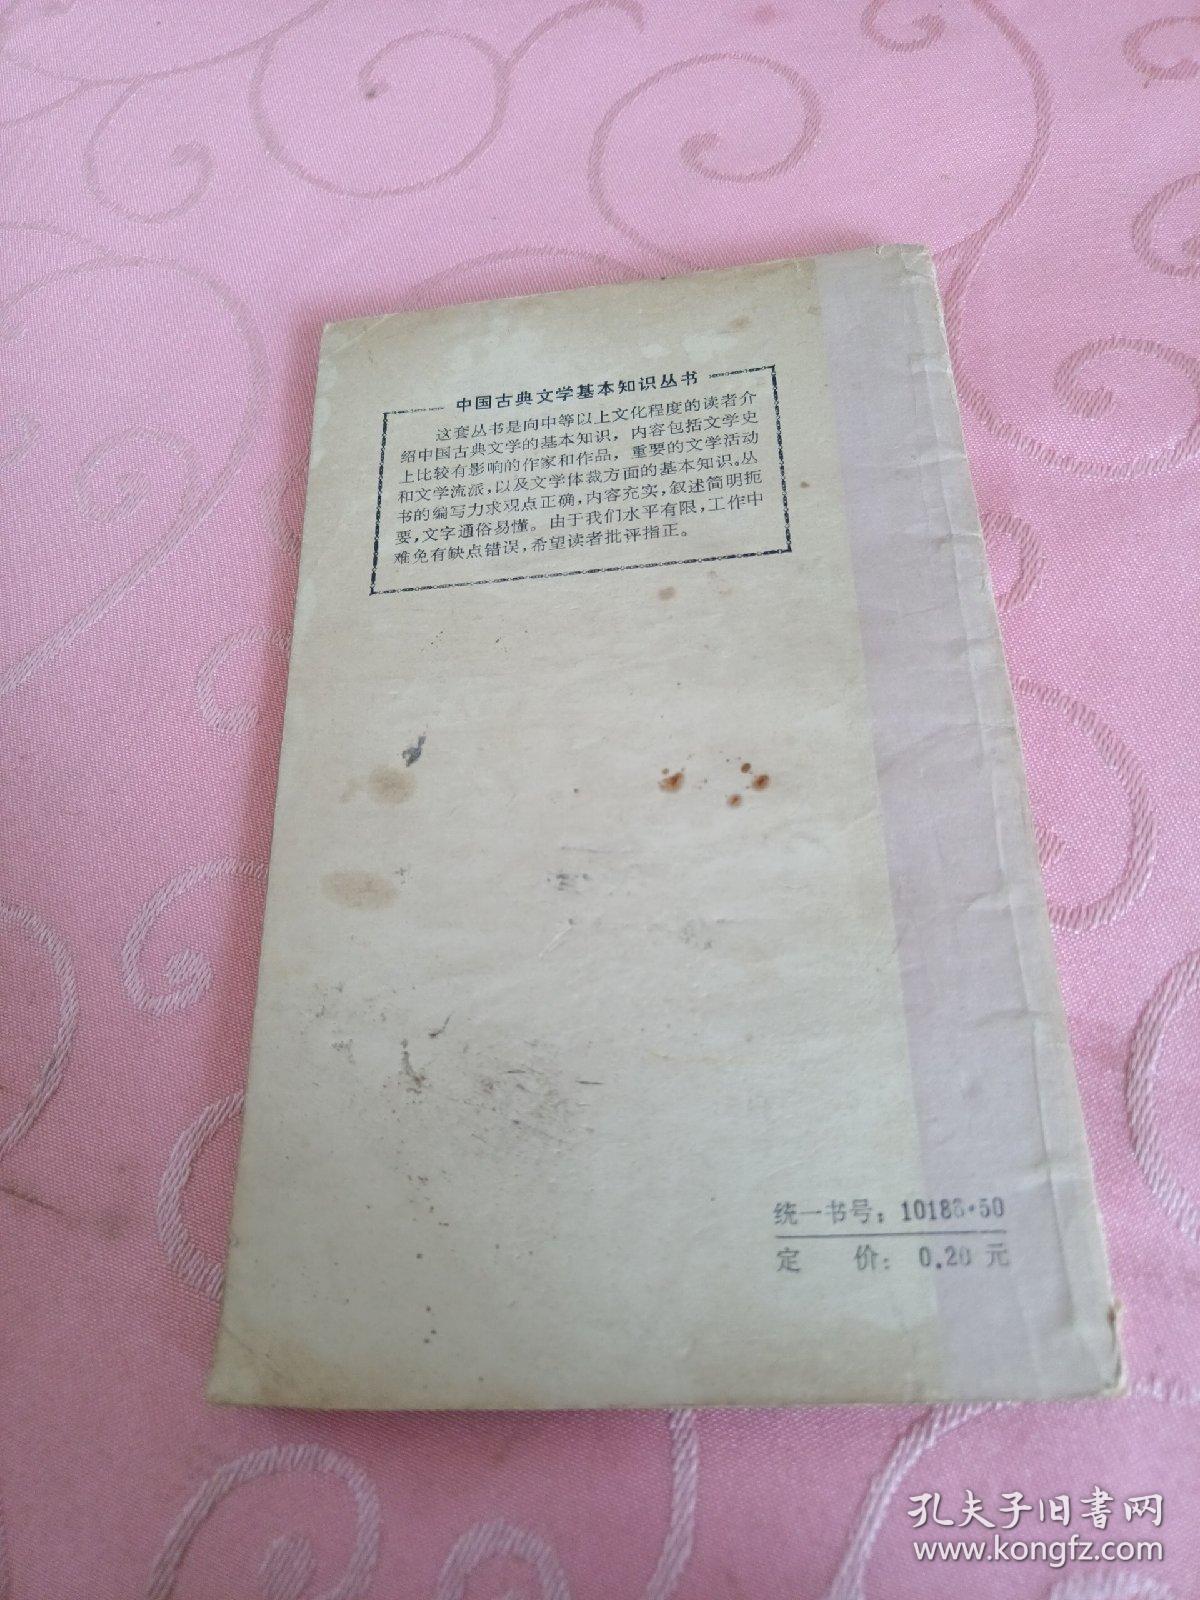 中国古典文学基本知识丛书
这套丛书是向中等以上文化程度的读者介
绍中国古典文学的基本知识，内容包括文学史
上比较有影响的作家和作品，重要的文学活动
和文学流派，以及文学体裁方面的基本知识。丛
书的编写力求观点正确，内容充实，叙述简明扼
要，文字通俗易懂。由于我们水平有限，工作中
难免有缺点错误，希望读者批评指正。
统一书号：10186·50
定 价：0.20 元
孔夫子旧书网
www.kongfz.com